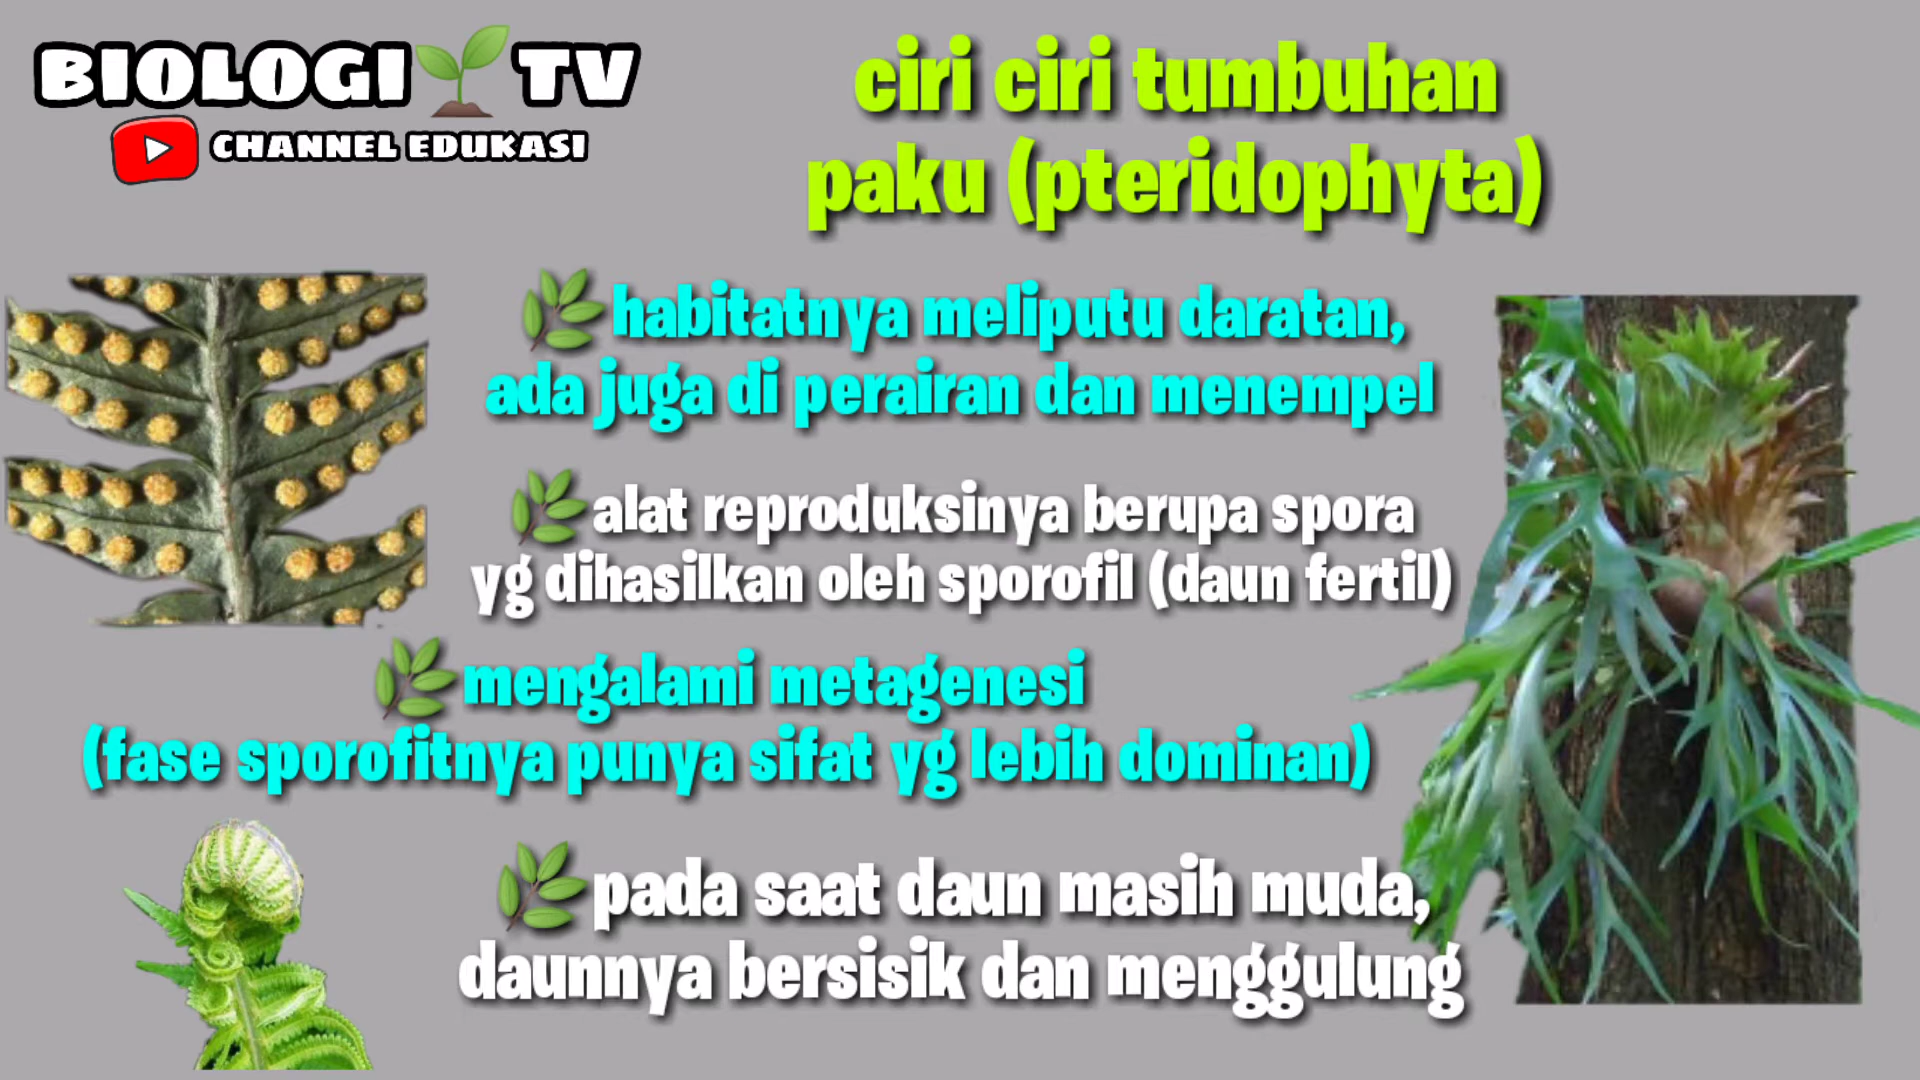 BIOLOGI TV
CHANNEL EDUKASI
ciri ciri tumbuhan
paku (pteridophyta)
habitatnya meliputu daratan,
ada juga di perairan dan menempel
alat reproduksinya berupa spora
yg dihasilkan oleh sporofil (daun fertil)
mengalami metagenesi
(fase sporofitnya punya sifat yg lebih dominan)
pada saat daun masih muda,
daunnya bersisik dan menggulung